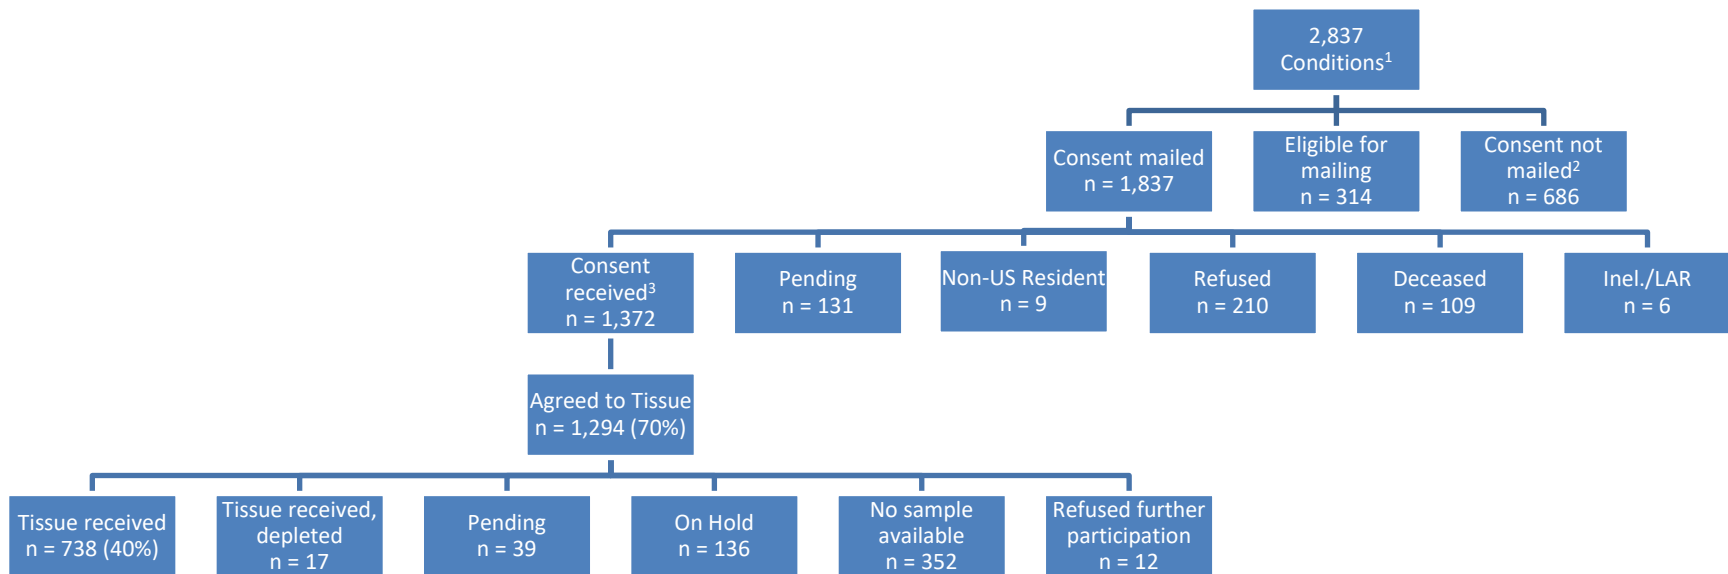 2,837
Conditions¹
Consent mailed
n = 1,837
Eligible for
mailing
n = 314
Consent not
mailed²
n = 686
Consent
received³
n = 1,372
Pending
n = 131
Non-US Resident
n = 9
Refused
n = 210
Deceased
n = 109
Inel./LAR
n = 6
Agreed to Tissue
n = 1,294 (70%)
Tissue received
n = 738 (40%)
Tissue received,
depleted
n = 17
Pending
n = 39
On Hold
n = 136
No sample
available
n = 352
Refused further
participation
n = 12